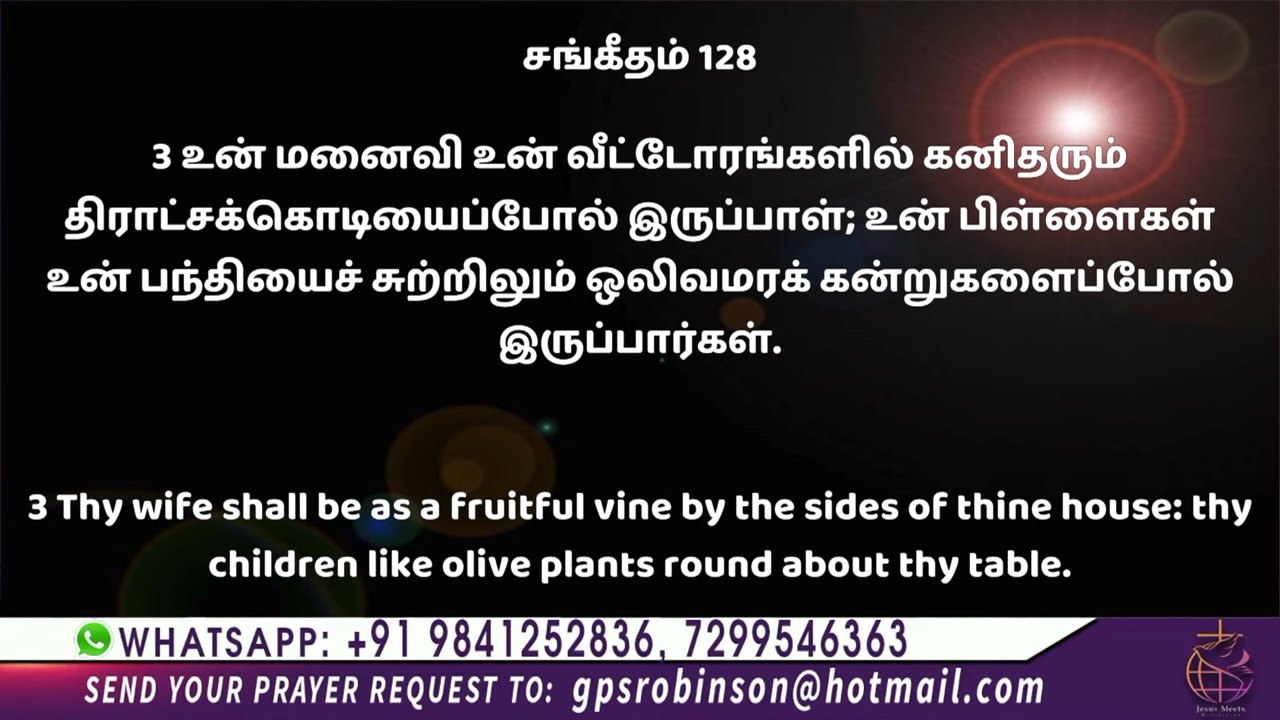 சங்கீதம் 128
3 உன் மனைவி உன் வீட்டோரங்களில் கனிதரும்
திராட்சக்கொடியைப்போல் இருப்பாள்; உன் பிள்ளைகள்
உன் பந்தியைச் சுற்றிலும் ஒலிவமரக் கன்றுகளைப்போல்
இருப்பார்கள்.
3 Thy wife shall be as a fruitful vine by the sides of thine house: thy
children like olive plants round about thy table.
WHATSAPP: +91 9841252836, 7299546363
SEND YOUR PRAYER REQUEST TO: gpsrobinson@hotmail.com
Jesus Meets